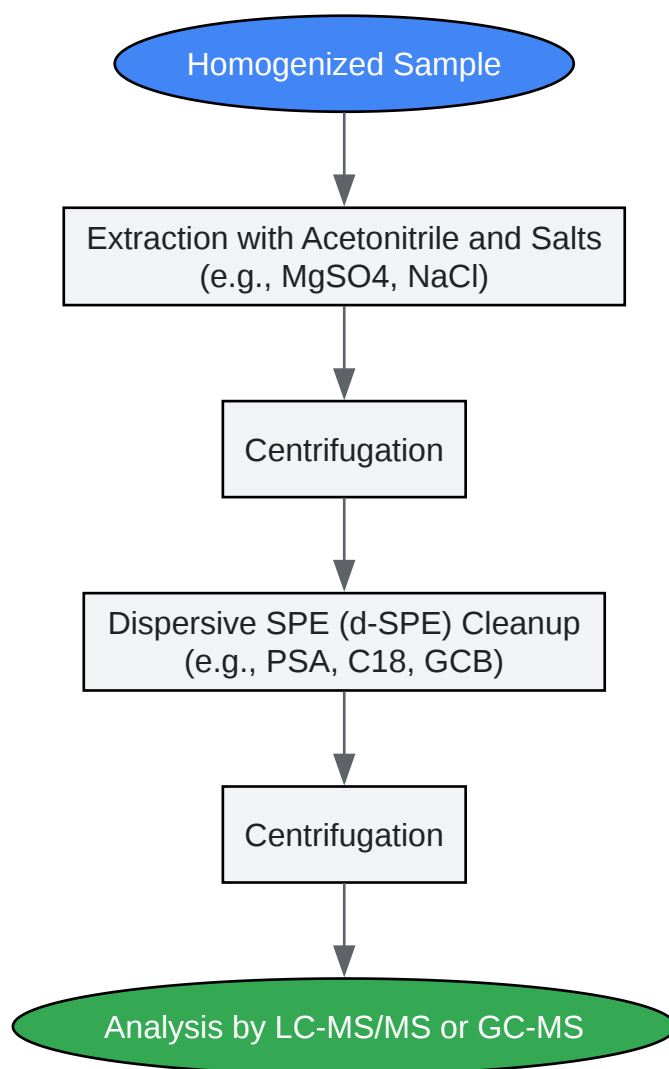 Homogenized Sample
Extraction with Acetonitrile and Salts
(e.g., MgSO4, NaCl)
Centrifugation
Dispersive SPE (d-SPE) Cleanup
(e.g., PSA, C18, GCB)
Centrifugation
Analysis by LC-MS/MS or GC-MS